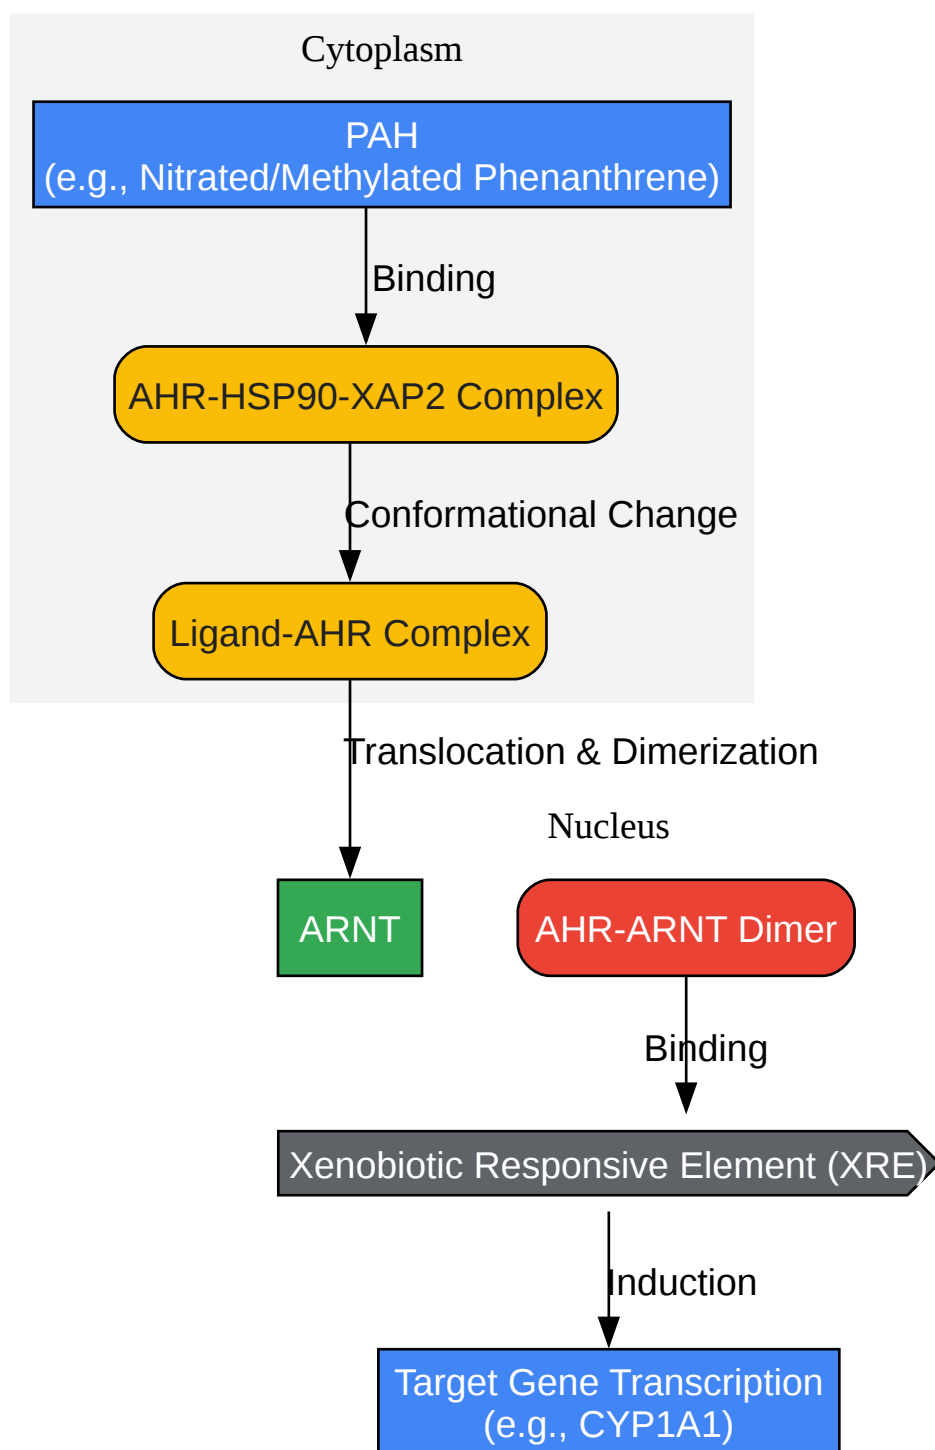 Cytoplasm
PAH
(e.g., Nitrated/Methylated Phenanthrene)
Binding
AHR-HSP90-XAP2 Complex
Conformational Change
Ligand-AHR Complex
Translocation & Dimerization
Nucleus
ARNT
AHR-ARNT Dimer
Binding
Xenobiotic Responsive Element (XRE)
Induction
Target Gene Transcription
(e.g., CYP1A1)